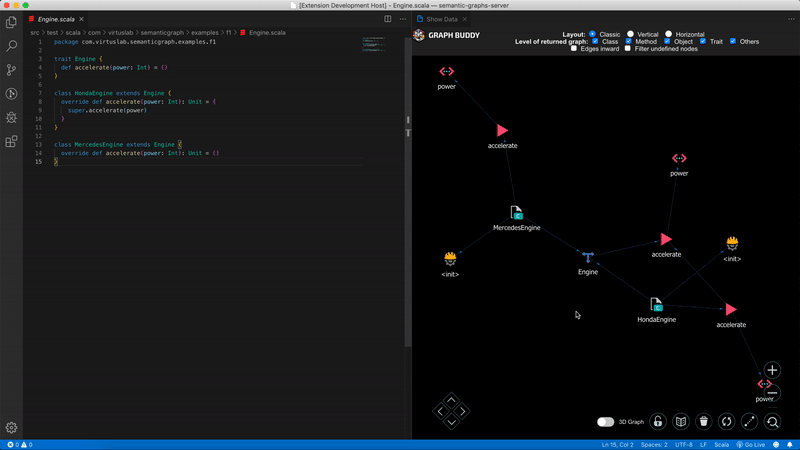 [Extension Development Host] - Engine.scala — semantic-graphs-server
Engine.scala ×
Show Data ×
src › test › scala › com › virtuslab › semanticgraph › examples › f1 › Engine.scala
1 package com.virtuslab.semanticgraph.examples.f1
2
3 trait Engine {
4 def accelerate(power: Int) = ()
5 }
6
7 class HondaEngine extends Engine {
8 override def accelerate(power: Int): Unit = {
9 super.accelerate(power)
10 }
11 }
12
13 class MercedesEngine extends Engine {
14 override def accelerate(power: Int): Unit = ()
15 }
GRAPH BUDDY
Layout: Classic Vertical Horizontal
Level of returned graph: Class Method Object Trait Others
Edges inward Filter undefined nodes
power
accelerate
power
MercedesEngine
accelerate
<init>
<init>
Engine
HondaEngine
accelerate
power
3D Graph
0 0
Ln 15, Col 2 Spaces: 2 UTF-8 LF Scala Go Live